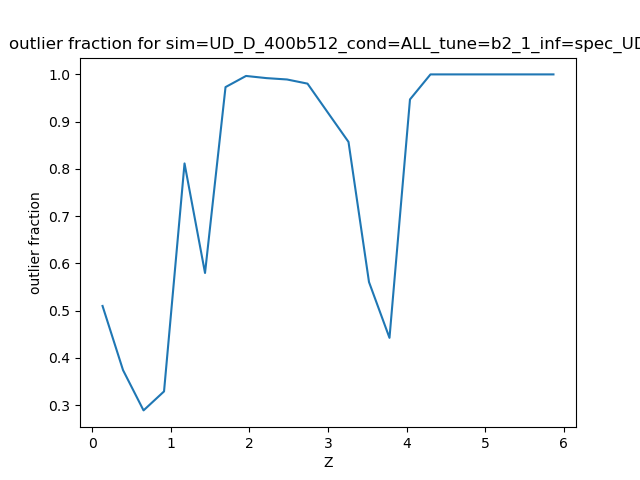 outlier fraction for sim=UD_D_400b512_cond=ALL_tune=b2_1_inf=spec_UD
1.0
0.9
0.8
0.7
0.6
0.5
0.4
0.3
outlier fraction
0 1 2 3 4 5 6
Z